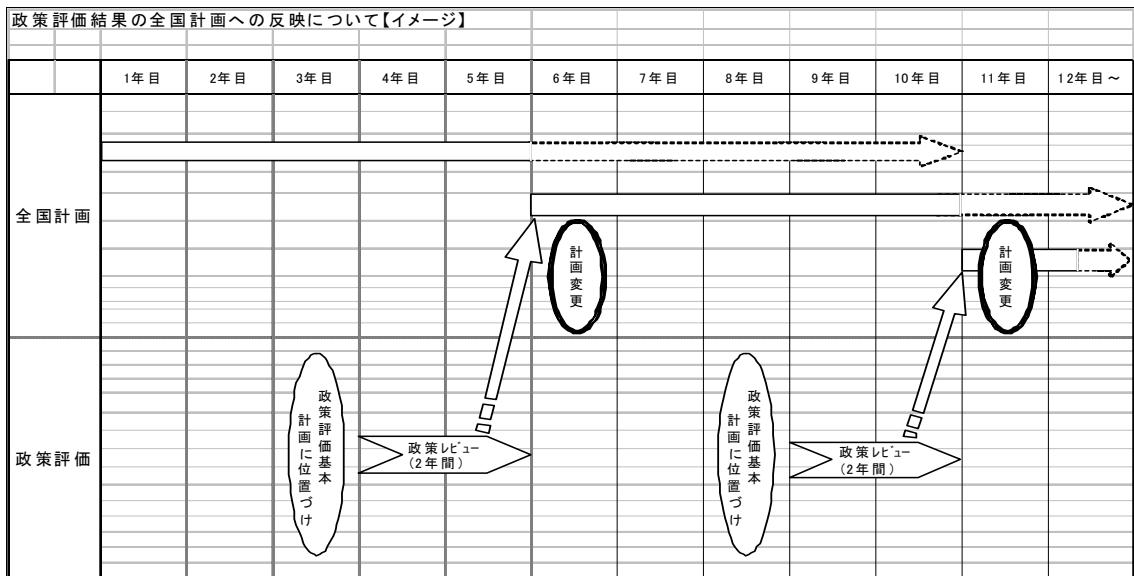 政策評価結果の全国計画への反映について【イメージ】
1年目 2年目 3年目 4年目 5年目 6年目 7年目 8年目 9年目 10年目 11年目 12年目～
全国計画
計画変更
計画変更
政策評価
政策評価基本
計画に位置づけ
政策レビュー
(2年間)
政策評価基本
計画に位置づけ
政策レビュー
(2年間)